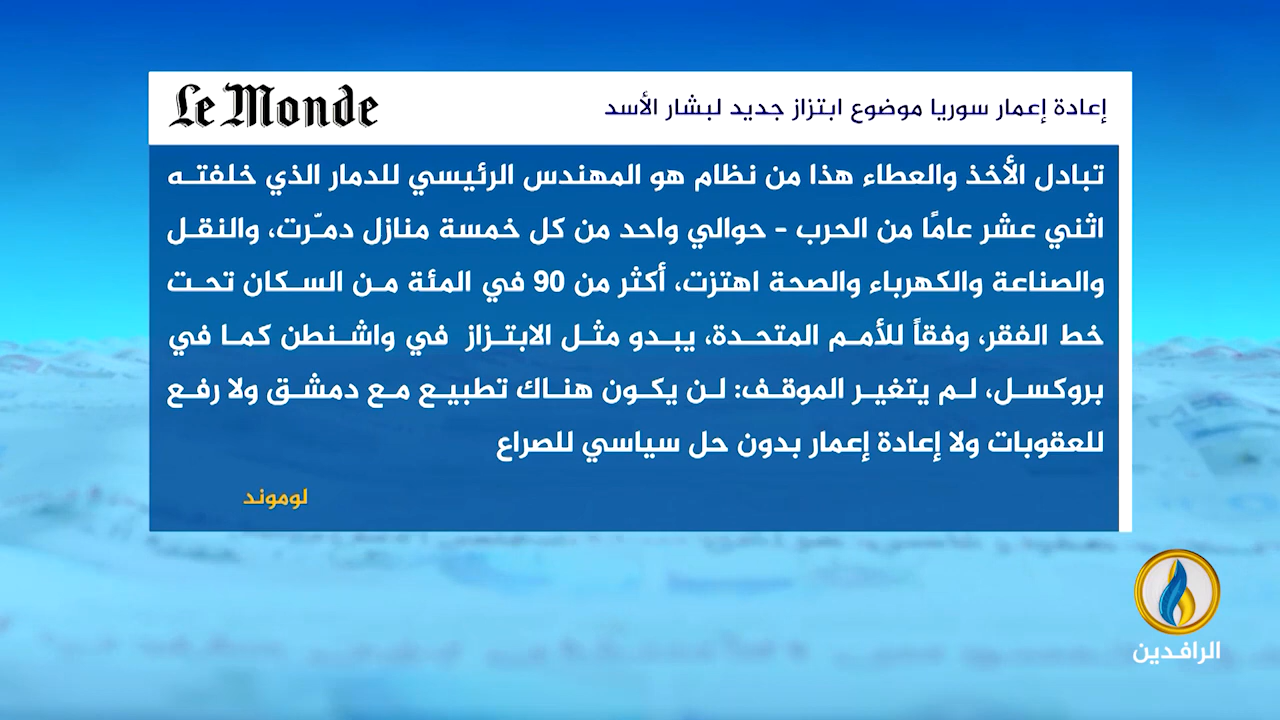 Le Monde
إعادة إعمار سوريا موضوع ابتزاز جديد لبشار الأسد
تبادل الأخذ والعطاء هذا من نظام هو المهندس الرئيسي للدمار الذي خلفته
اثني عشر عامًا من الحرب - حوالي واحد من كل خمسة منازل دمّرت، والنقل
والصناعة والكهرباء والصحة اهتزت، أكثر من 90 في المئة من السكان تحت
خط الفقر، وفقاً للأمم المتحدة، يبدو مثل الابتزاز في واشنطن كما في
بروكسل، لم يتغير الموقف: لن يكون هناك تطبيع مع دمشق ولا رفع
للعقوبات ولا إعادة إعمار بدون حل سياسي للصراع
لوموند
الرافدين